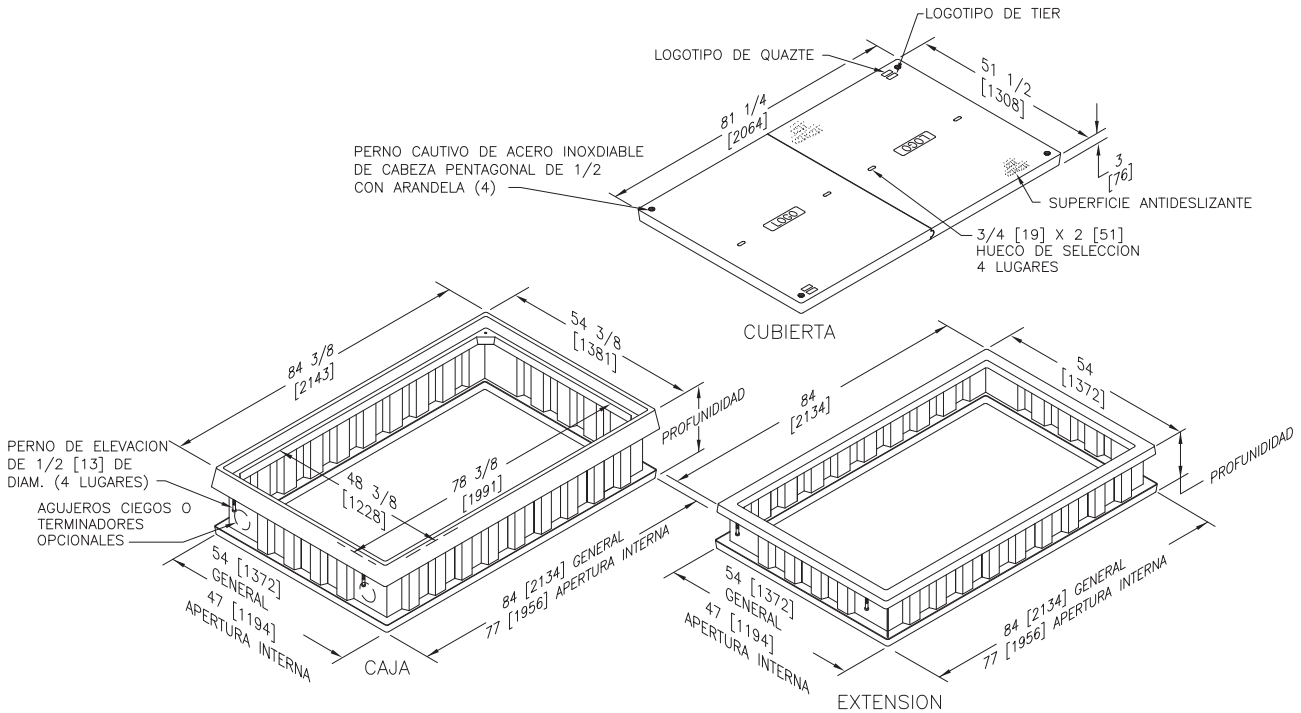 LOGOTIPO DE TIER
LOGOTIPO DE QUAZTE
51 1/2
[1308]
81 1/4
[2064]
3
[76]
PERNO CAUTIVO DE ACERO INOXDIABLE
DE CABEZA PENTAGONAL DE 1/2
CON ARANDELA (4)
LOGO
LOGO
SUPERFICIE ANTIDESLIZANTE
3/4 [19] X 2 [51]
HUECO DE SELECCION
4 LUGARES
CUBIERTA
84 3/8
[2143]
54 3/8
[1381]
PROFUNIDIDAD
PERNO DE ELEVACION
DE 1/2 [13] DE
DIAM. (4 LUGARES)
AGUJEROS CIEGOS O
TERMINADORES
OPCIONALES
48 3/8
[1228]
78 3/8
[1991]
54 [1372]
GENERAL
47 [1194]
APERTURA INTERNA
84 [2134] GENERAL
77 [1956] APERTURA INTERNA
CAJA
84
[2134]
54
[1372]
PROFUNIDIDAD
54 [1372]
GENERAL
47 [1194]
APERTURA INTERNA
84 [2134] GENERAL
77 [1956] APERTURA INTERNA
EXTENSION